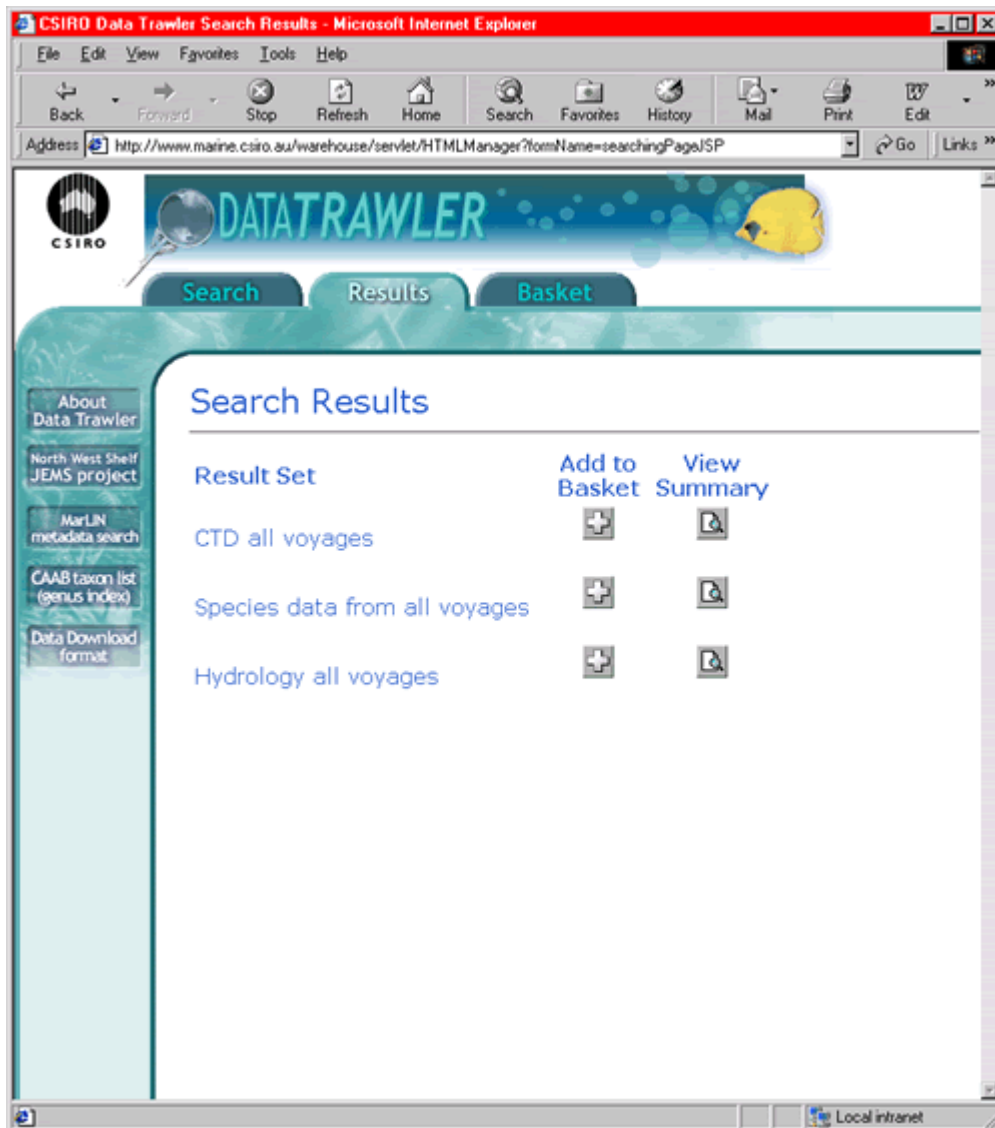 CSIRO Data Trawler Search Results - Microsoft Internet Explorer
File Edit View Favorites Tools Help
Back Forward Stop Refresh Home Search Favorites History Mail Print Edit »
Address http://www.marine.csiro.au/warehouse/servlet/HTMLManager?formName=searchingPageJSP Go Links »
CSIRO
DATATRAWLER
Search Results Basket
About
Data Trawler
North West Shelf
JEMS project
MarLIN
metadata search
CAAB taxon list
(genus index)
Data Download
format
Search Results
Result Set Add to Basket View Summary
CTD all voyages
Species data from all voyages
Hydrology all voyages
Local intranet